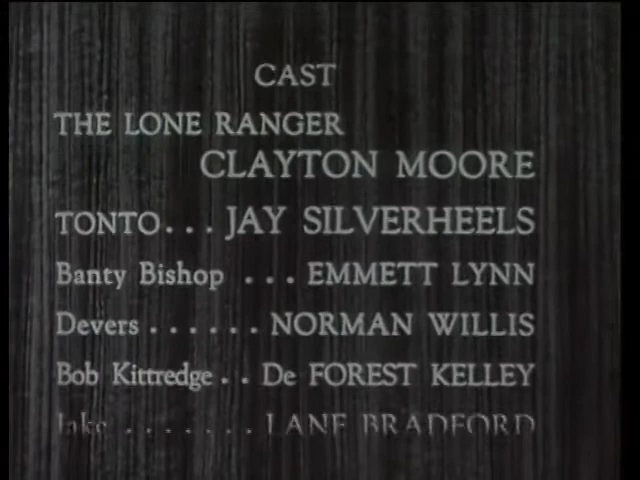 CAST
THE LONE RANGER
CLAYTON MOORE
TONTO... JAY SILVERHEELS
Banty Bishop ... EMMETT LYNN
Devers ...... NORMAN WILLIS
Bob Kittredge .. De FOREST KELLEY
Jake ....... LANE BRADFORD